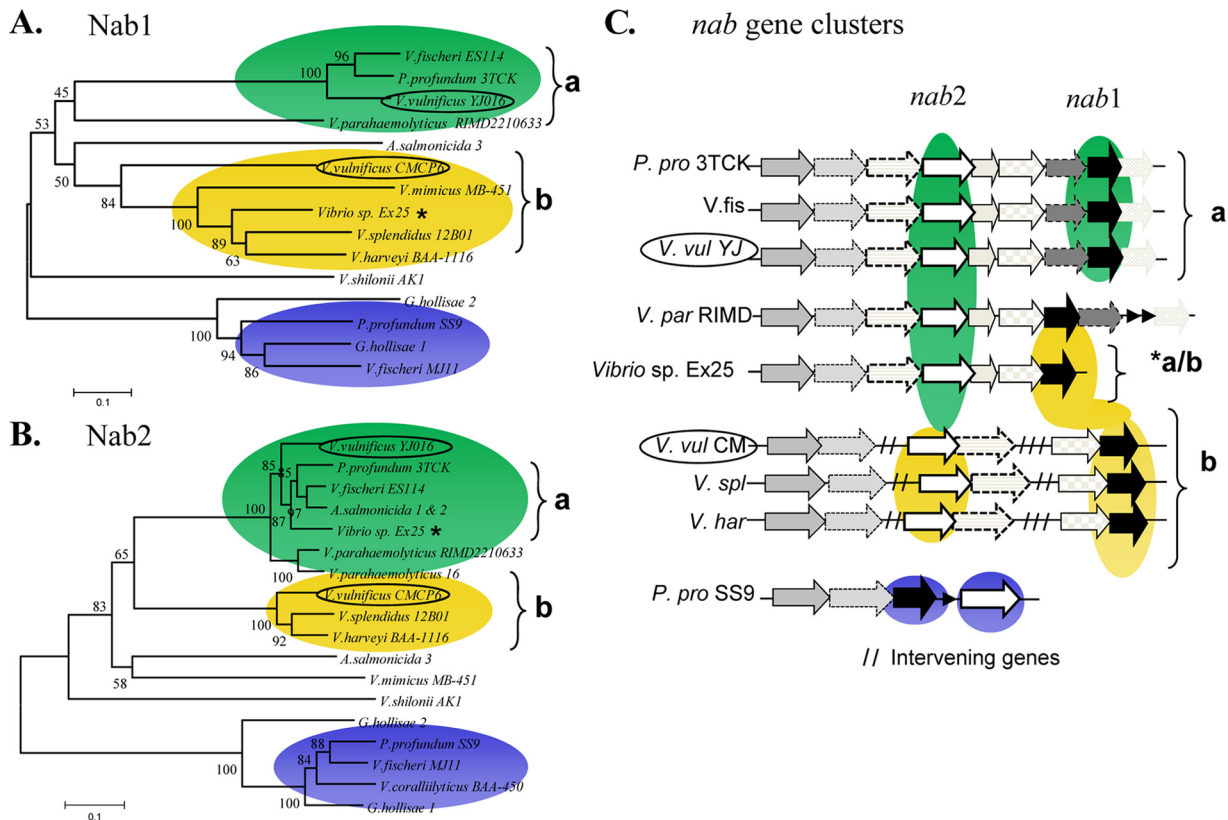 A. Nab1
96
V.fischeri ES114
100
P.profundum 3TCK
a
V.vulnificus YJ016
45
V.parahaemolyticus RIMD2210633
53
A.salmonicida 3
50
V.vulnificus CMCP6
V.mimicus MB-451
84
b
Vibrio sp. Ex25 *
100
V.splendidus 12B01
89
63
V.harveyi BAA-1116
V.shilonii AK1
G.hollisae 2
100
P.profundum SS9
94
G.hollisae 1
86
V.fischeri MJ11
0.1
B. Nab2
V.vulnificus YJ016
85
85
P.profundum 3TCK
V.fischeri ES114
a
100
97
A.salmonicida 1 & 2
87
Vibrio sp. Ex25 *
V.parahaemolyticus RIMD2210633
65
100
V.parahaemolyticus 16
V.vulnificus CMCP6
83
100
V.splendidus 12B01
b
92
V.harveyi BAA-1116
A.salmonicida 3
58
V.mimicus MB-451
V.shilonii AK1
G.hollisae 2
88
P.profundum SS9
84
V.fischeri MJ11
100
V.coralliilyticus BAA-450
100
G.hollisae 1
0.1
C. nab gene clusters
nab2 nab1
P. pro 3TCK
V.fis
a
V. vul YJ
V. par RIMD
Vibrio sp. Ex25
*a/b
V. vul CM
// ///
V. spl
// ///
b
V. har
// ///
P. pro SS9
// Intervening genes